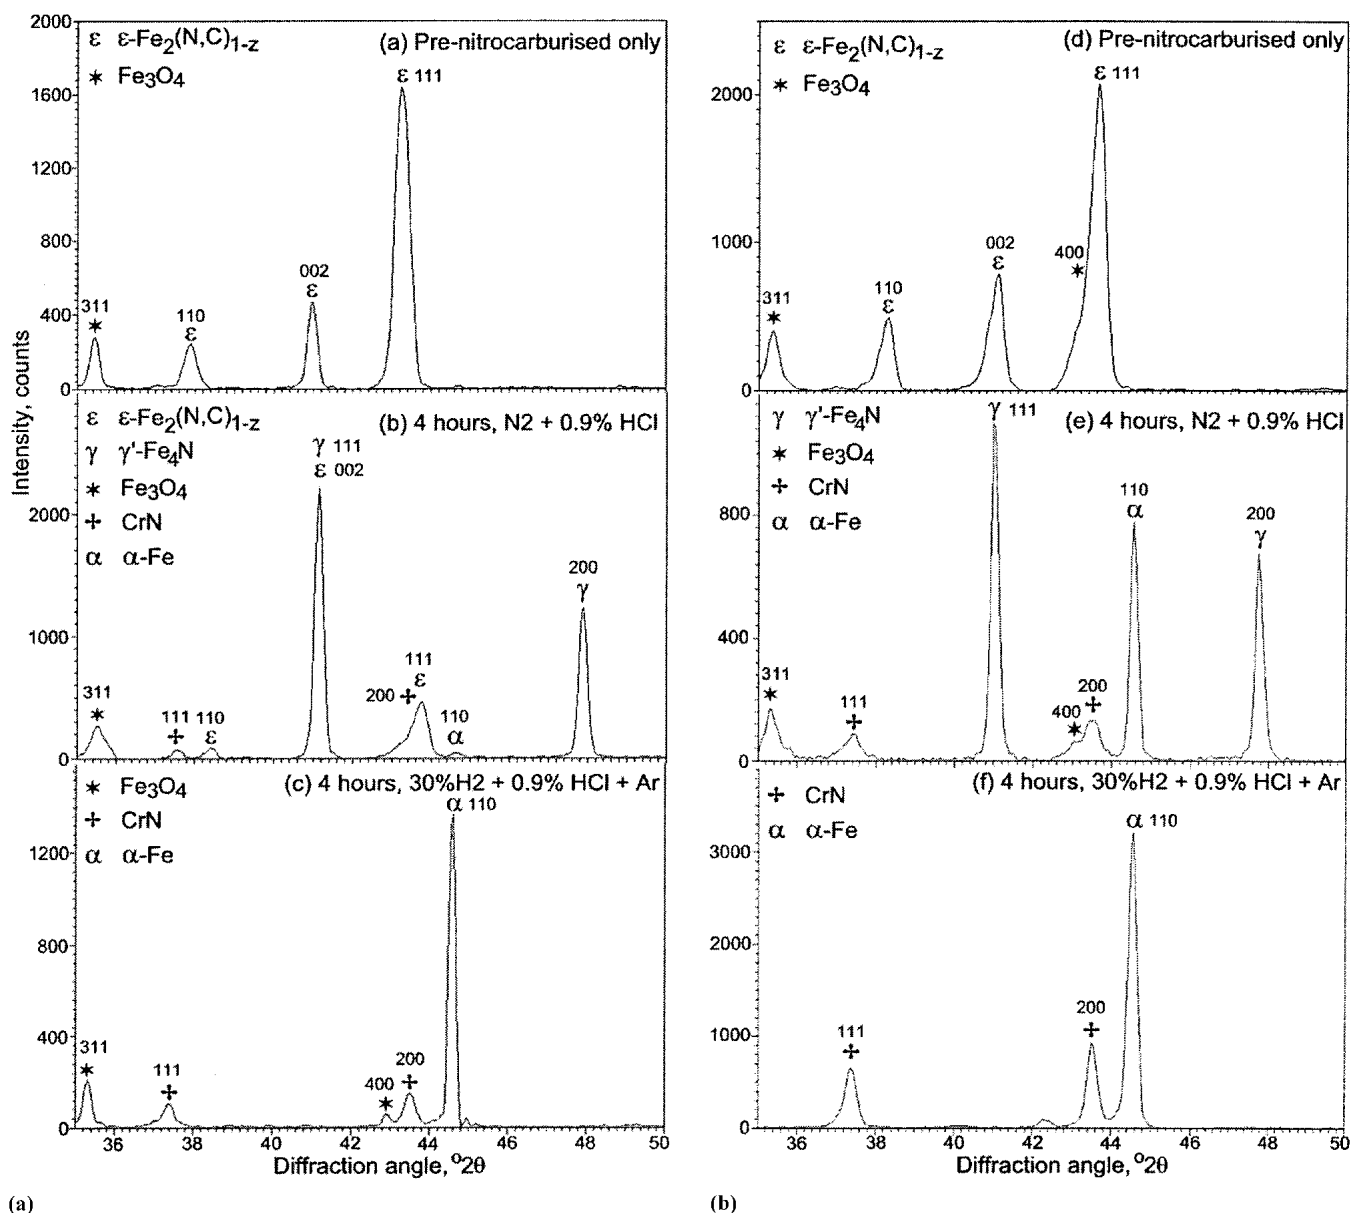 Intensity, counts
2000
1600
1200
800
400
0
ε ε-Fe2(N,C)1-z
✶ Fe3O4
(a) Pre-nitrocarburised only
311
✶
110
ε
002
ε
ε 111
2000
1000
0
ε ε-Fe2(N,C)1-z
γ γ'-Fe4N
✶ Fe3O4
✢ CrN
α α-Fe
(b) 4 hours, N2 + 0.9% HCl
311
✶
111
✢
110
ε
γ 111
ε 002
200 ✢
111
ε
110
α
200
γ
1200
800
400
0
✶ Fe3O4
✢ CrN
α α-Fe
(c) 4 hours, 30%H2 + 0.9% HCl + Ar
311
✶
111
✢
400
✶
200
✢
α 110
36 38 40 42 44 46 48 50
Diffraction angle, °2θ
(a)
2000
1000
0
ε ε-Fe2(N,C)1-z
✶ Fe3O4
(d) Pre-nitrocarburised only
311
✶
110
ε
002
ε
400
✶
ε 111
800
400
0
γ γ'-Fe4N
✶ Fe3O4
✢ CrN
α α-Fe
(e) 4 hours, N2 + 0.9% HCl
311
✶
111
✢
γ 111
400
✶
200
✢
110
α
200
γ
3000
2000
1000
0
✢ CrN
α α-Fe
(f) 4 hours, 30%H2 + 0.9% HCl + Ar
111
✢
200
✢
α 110
36 38 40 42 44 46 48 50
Diffraction angle, °2θ
(b)